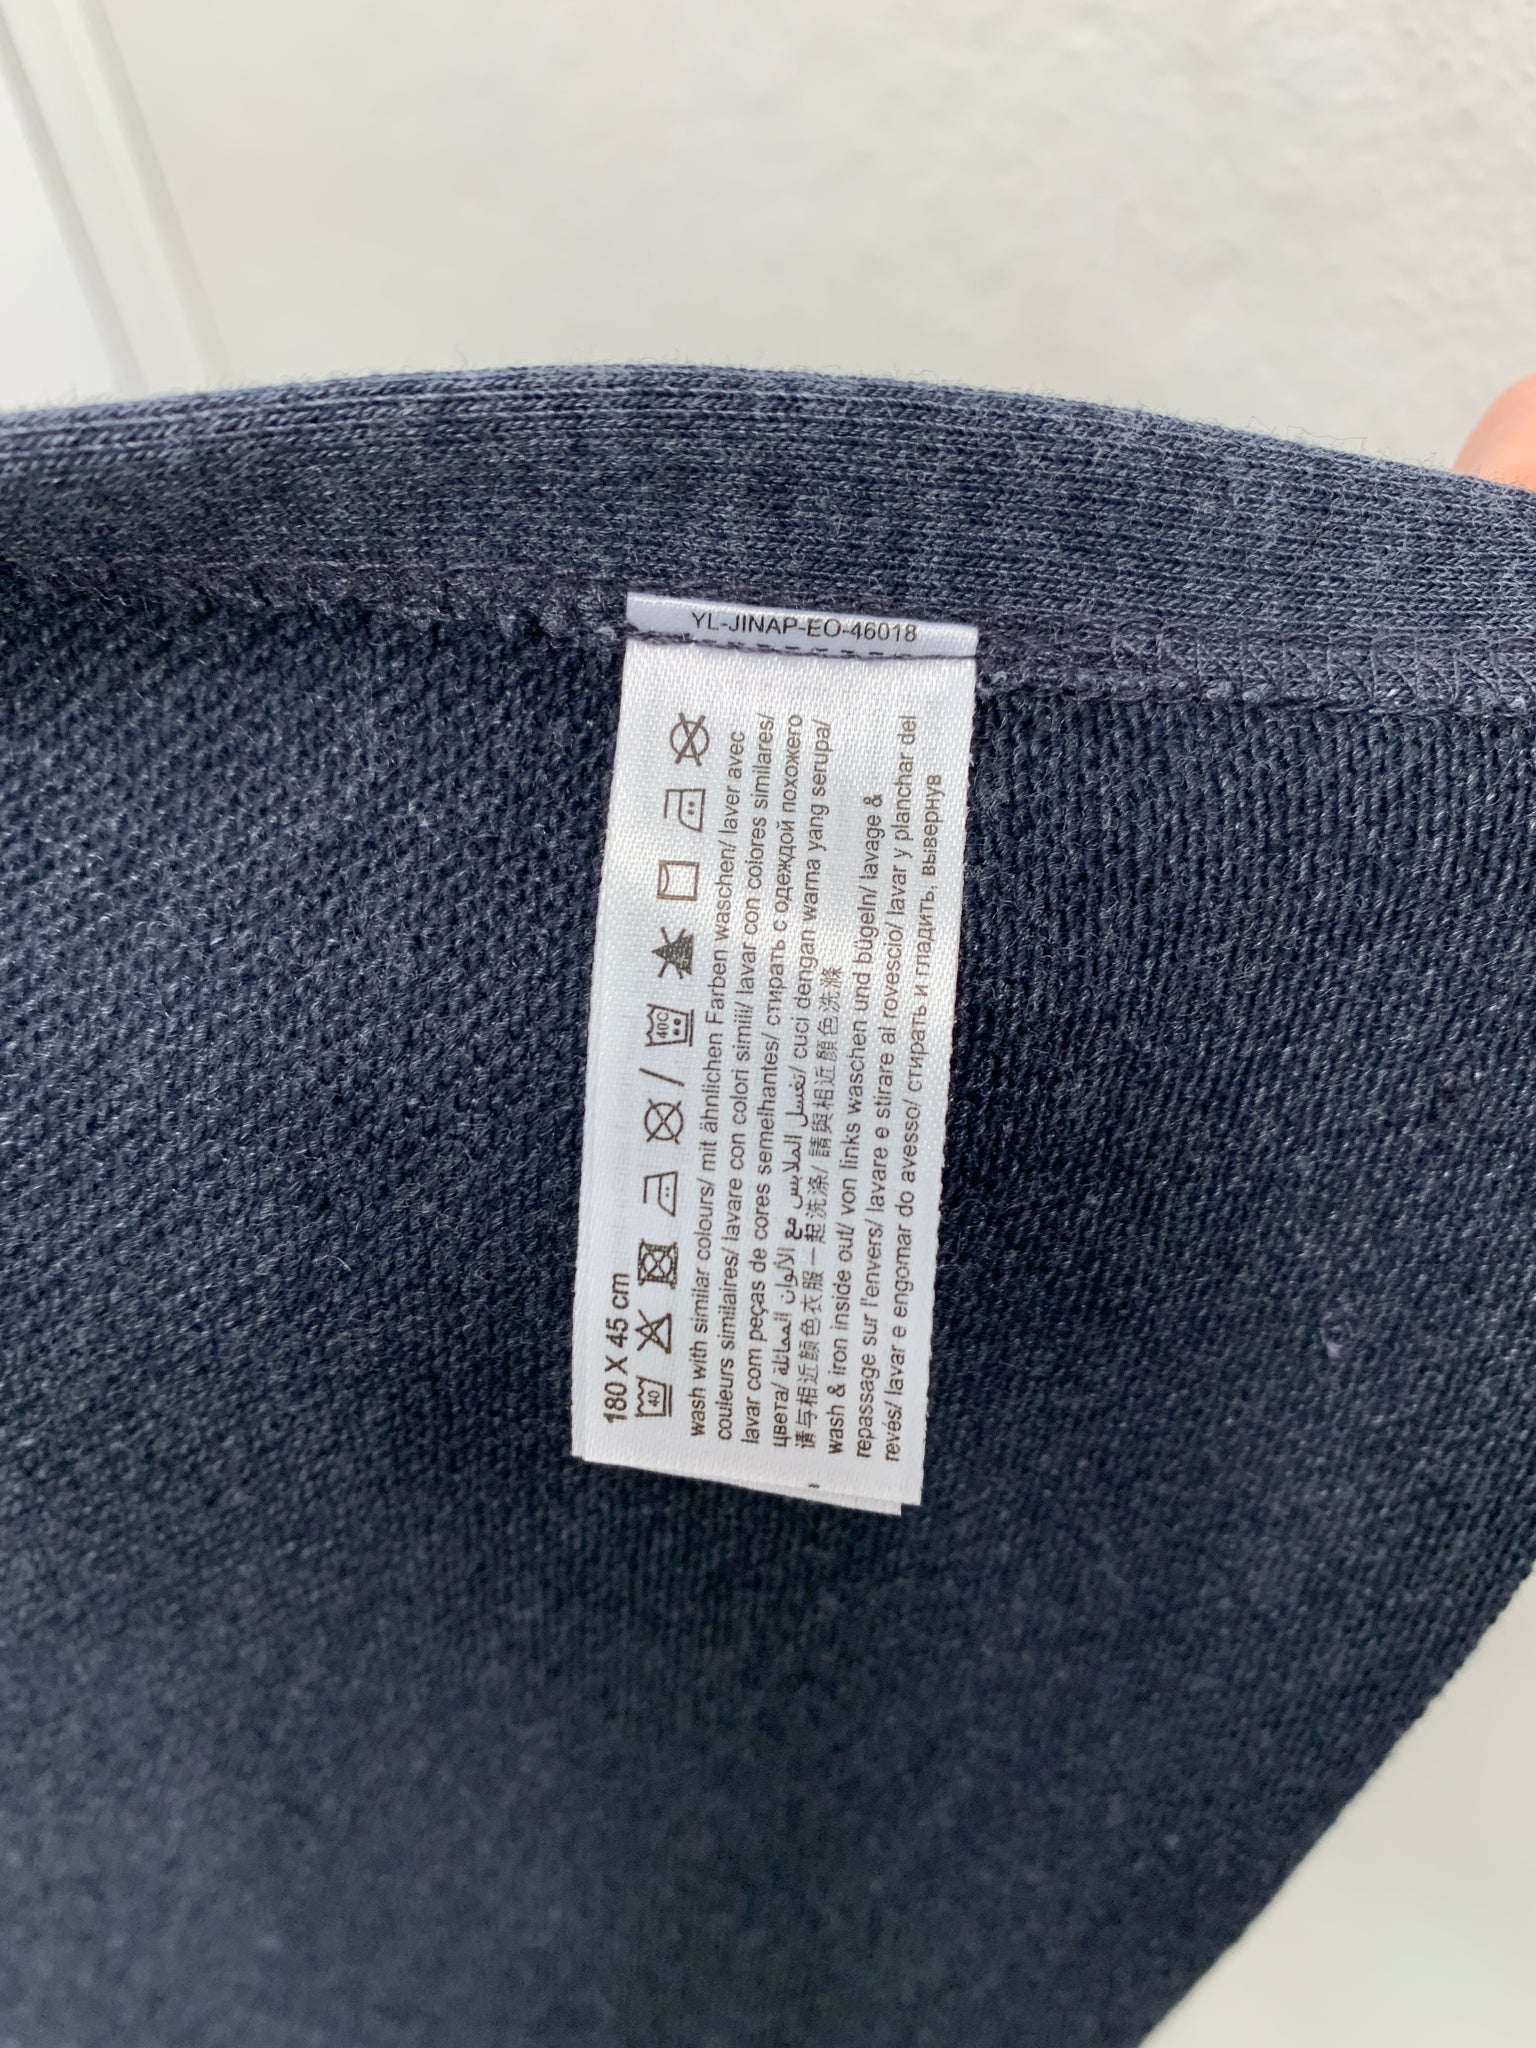 YL-JINAP-EO-46018
180 X 45 cm
40
40C
wash with similar colours/ mit ähnlichen Farben waschen/ laver avec
couleurs similaires/ lavare con colori simili/ lavar con colores similares/
lavar com peças de cores semelhantes/ стирать с одеждой похожего
цвета/ تغسل الملابس مع الألوان المماثلة/ cuci dengan warna yang serupa/
请与相近颜色衣服一起洗涤/ 請與相近顏色洗滌
wash & iron inside out/ von links waschen und bügeln/ lavage &
repassage sur l'envers/ lavare e stirare al rovescio/ lavar y planchar del
revés/ lavar e engomar do avesso/ стирать и гладить, вывернув